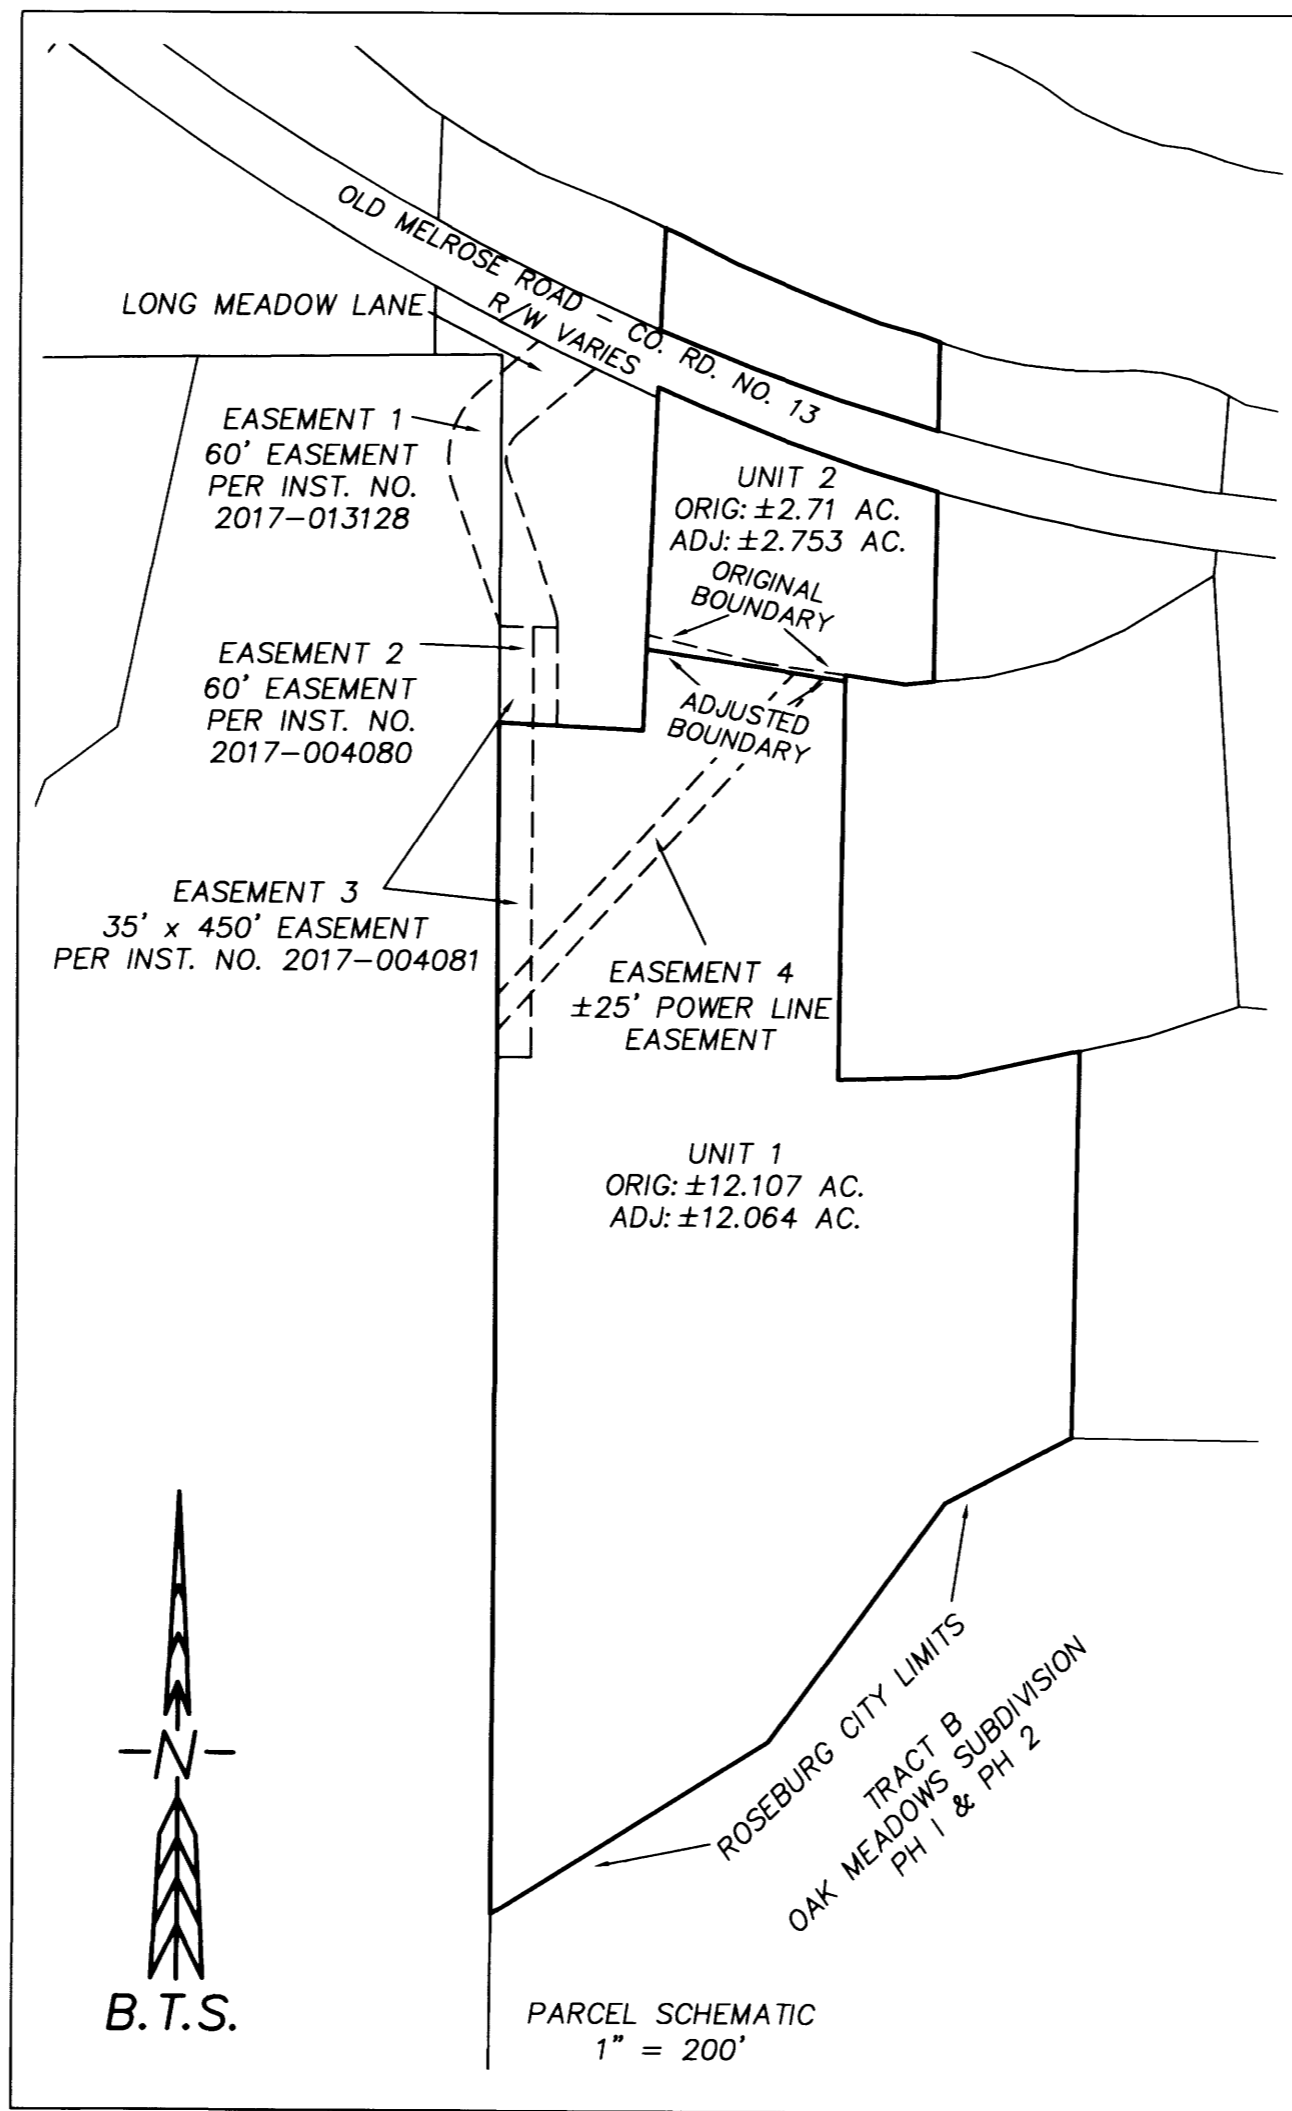 OLD MELROSE ROAD – CO. RD. NO. 13
R/W VARIES
LONG MEADOW LANE
EASEMENT 1
60' EASEMENT
PER INST. NO.
2017-013128
UNIT 2
ORIG: ±2.71 AC.
ADJ: ±2.753 AC.
ORIGINAL
BOUNDARY
EASEMENT 2
60' EASEMENT
PER INST. NO.
2017-004080
ADJUSTED
BOUNDARY
EASEMENT 3
35' x 450' EASEMENT
PER INST. NO. 2017-004081
EASEMENT 4
±25' POWER LINE
EASEMENT
UNIT 1
ORIG: ±12.107 AC.
ADJ: ±12.064 AC.
ROSEBURG CITY LIMITS
TRACT B
OAK MEADOWS SUBDIVISION
PH 1 & PH 2
N
B.T.S.
PARCEL SCHEMATIC
1" = 200'